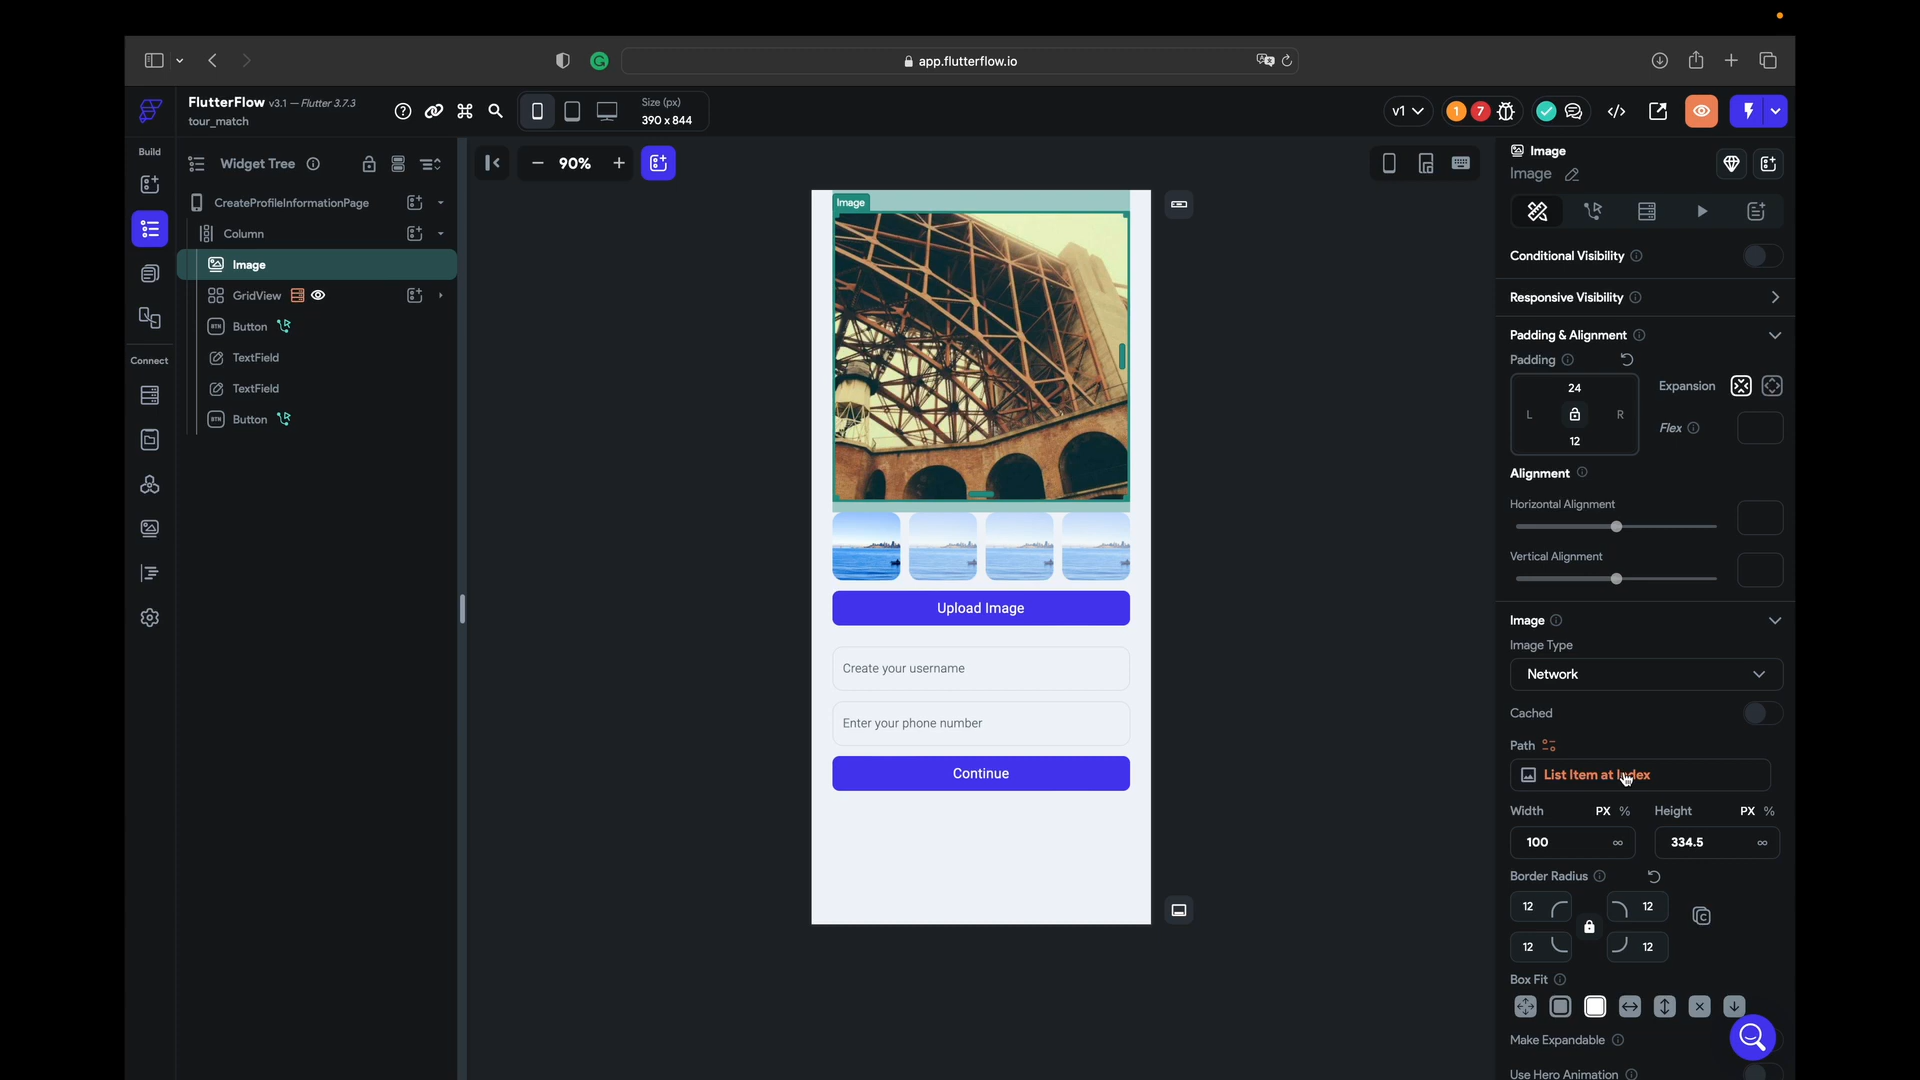 app.flutterflow.io
FlutterFlow v3.1 — Flutter 3.7.3
tour_match
Size (px)
390 x 844
v1
1
7
Build
Widget Tree
CreateProfileInformationPage
Column
Image
GridView
BTN Button
TextField
TextField
BTN Button
Connect
90%
Image
Upload Image
Create your username
Enter your phone number
Continue
Image
Image
Conditional Visibility
Responsive Visibility
Padding & Alignment
Padding
24
Expansion
L
R
Flex
12
Alignment
Horizontal Alignment
Vertical Alignment
Image
Image Type
Network
Cached
Path
List Item at Index
Width PX % Height PX %
100 ∞ 334.5 ∞
Border Radius
12 12
12 12
Box Fit
Make Expandable
Use Hero Animation